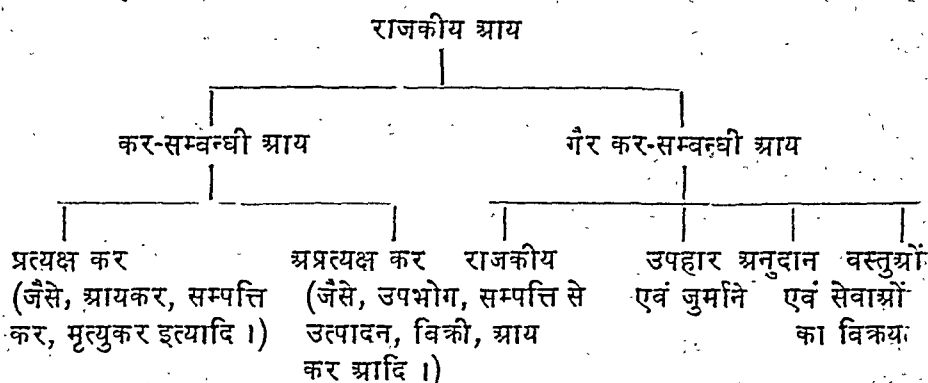 राजकीय आय
कर-सम्बन्धी आय गैर कर-सम्बन्धी आय
प्रत्यक्ष कर अप्रत्यक्ष कर राजकीय उपहार अनुदान वस्तुओं
(जैसे, आयकर, सम्पत्ति (जैसे, उपभोग, सम्पत्ति से एवं जुर्माने एवं सेवाओं
कर, मृत्युकर इत्यादि ।) उत्पादन, विक्री, आय का विक्रय
कर आदि ।)